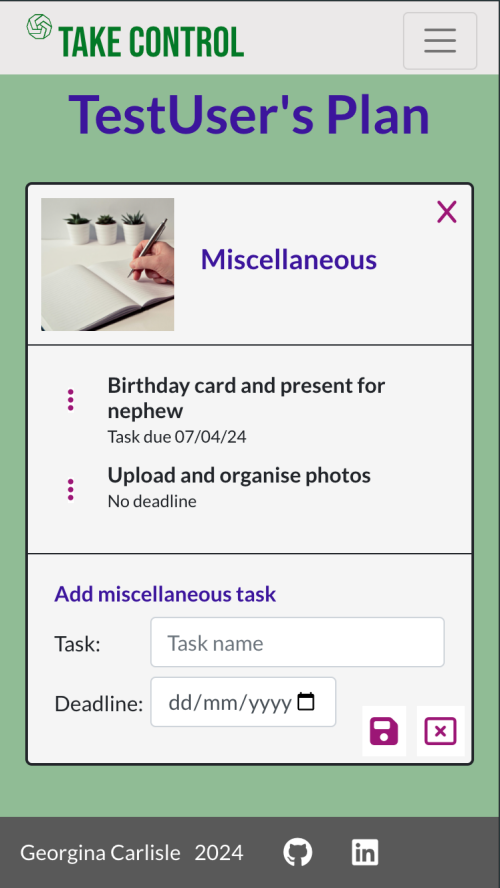 TAKE CONTROL
TestUser's Plan
Miscellaneous
Birthday card and present for
nephew
Task due 07/04/24
Upload and organise photos
No deadline
Add miscellaneous task
Task: Task name
Deadline: dd/mm/yyyy
Georgina Carlisle 2024